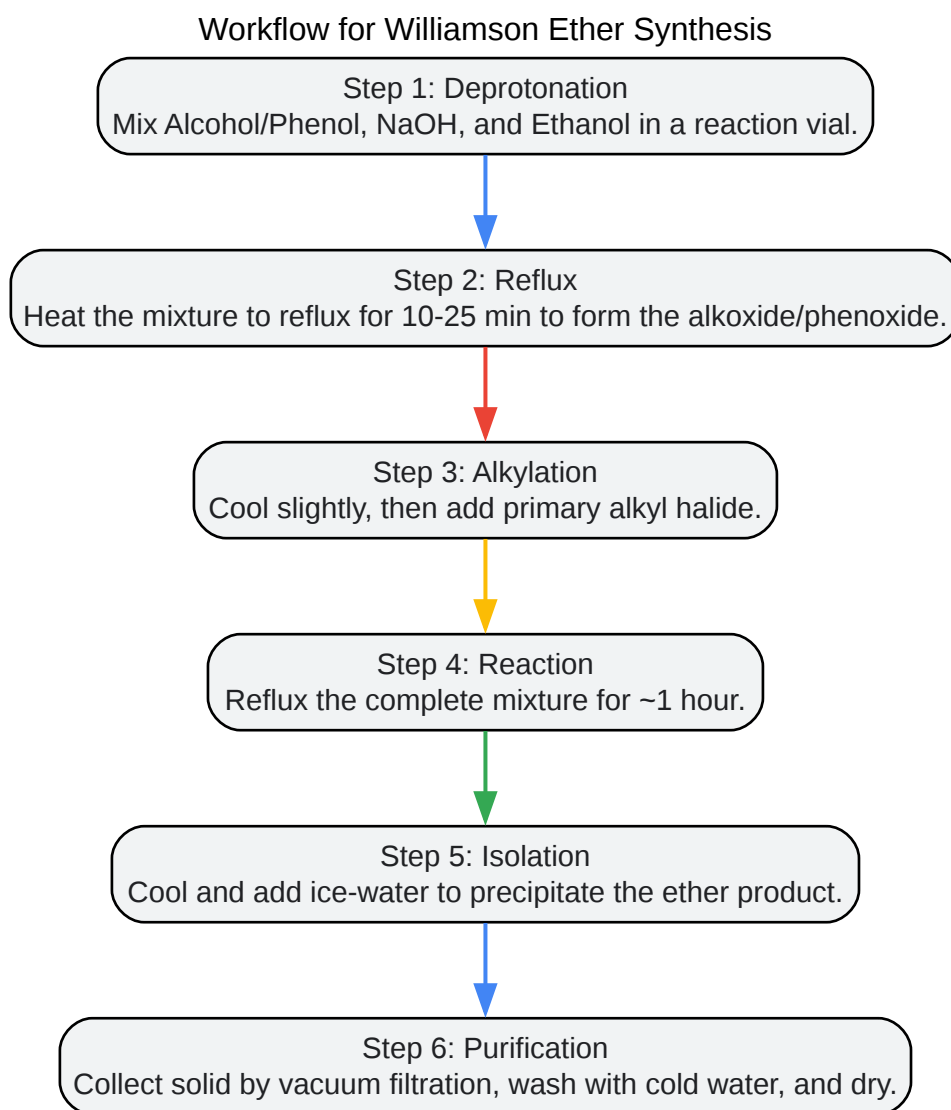 Workflow for Williamson Ether Synthesis
Step 1: Deprotonation
Mix Alcohol/Phenol, NaOH, and Ethanol in a reaction vial.
Step 2: Reflux
Heat the mixture to reflux for 10-25 min to form the alkoxide/phenoxide.
Step 3: Alkylation
Cool slightly, then add primary alkyl halide.
Step 4: Reaction
Reflux the complete mixture for ~1 hour.
Step 5: Isolation
Cool and add ice-water to precipitate the ether product.
Step 6: Purification
Collect solid by vacuum filtration, wash with cold water, and dry.